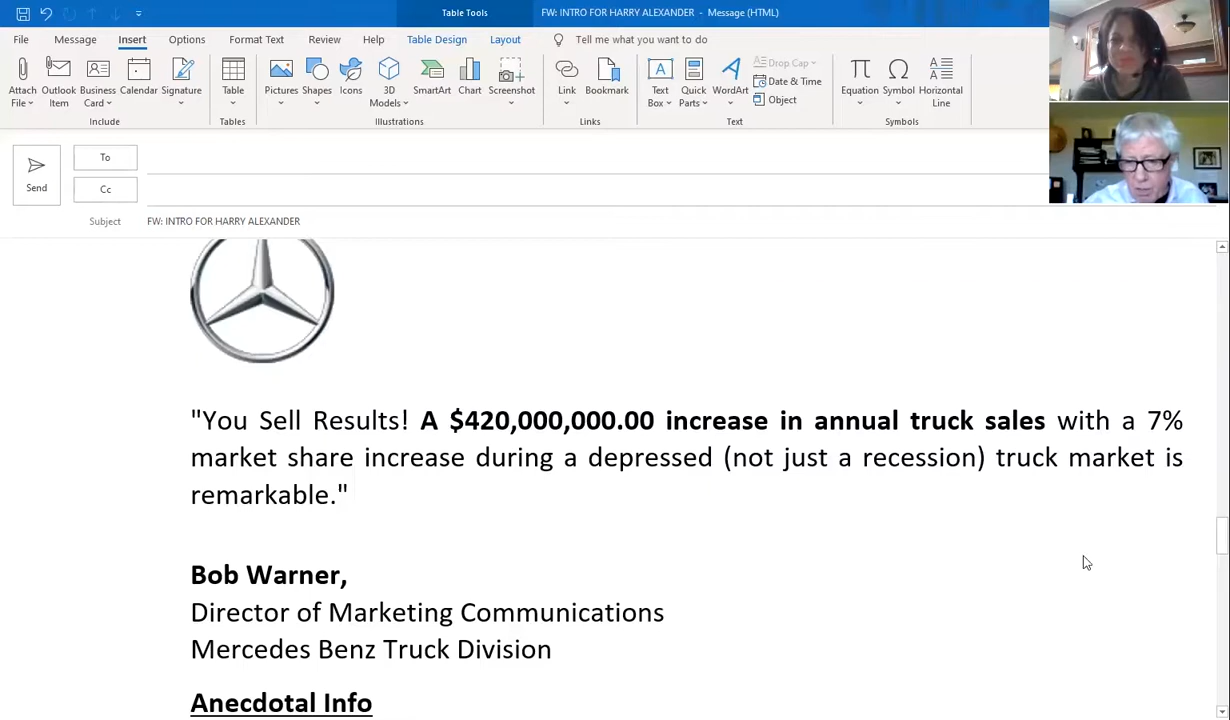 Table Tools
FW: INTRO FOR HARRY ALEXANDER - Message (HTML)
File Message Insert Options Format Text Review Help Table Design Layout Tell me what you want to do
Attach File
Outlook Item
Business Card
Calendar
Signature
Table
Pictures
Shapes
Icons
3D Models
SmartArt
Chart
Screenshot
Link
Bookmark
Text Box
Quick Parts
WordArt
Drop Cap
Date & Time
Object
Equation
Symbol
Horizontal Line
Include Tables Illustrations Links Text Symbols
Send
To
Cc
Subject FW: INTRO FOR HARRY ALEXANDER
"You Sell Results! A $420,000,000.00 increase in annual truck sales with a 7%
market share increase during a depressed (not just a recession) truck market is
remarkable."
Bob Warner,
Director of Marketing Communications
Mercedes Benz Truck Division
Anecdotal Info